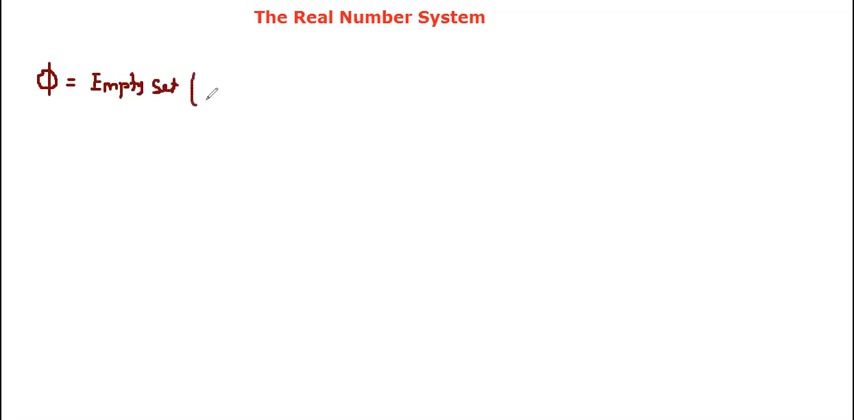 The Real Number System
Φ = Empty Set (